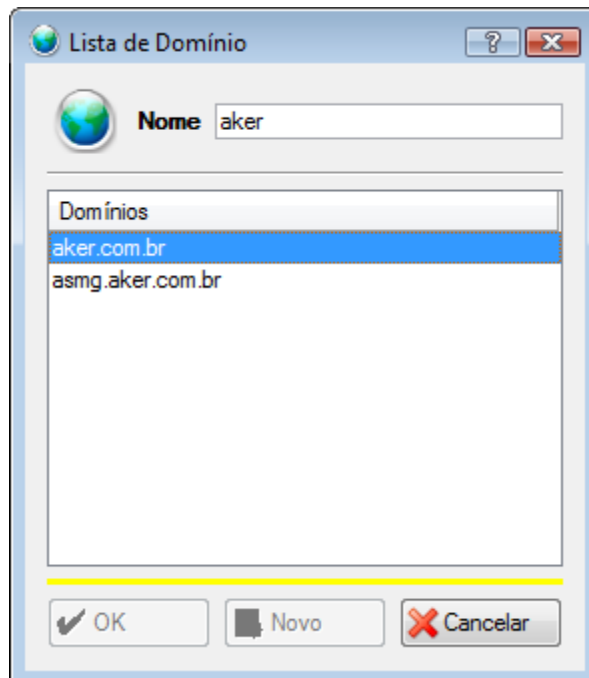 Lista de Domínio
Nome aker
Domínios
aker.com.br
asmg.aker.com.br
OK Novo Cancelar